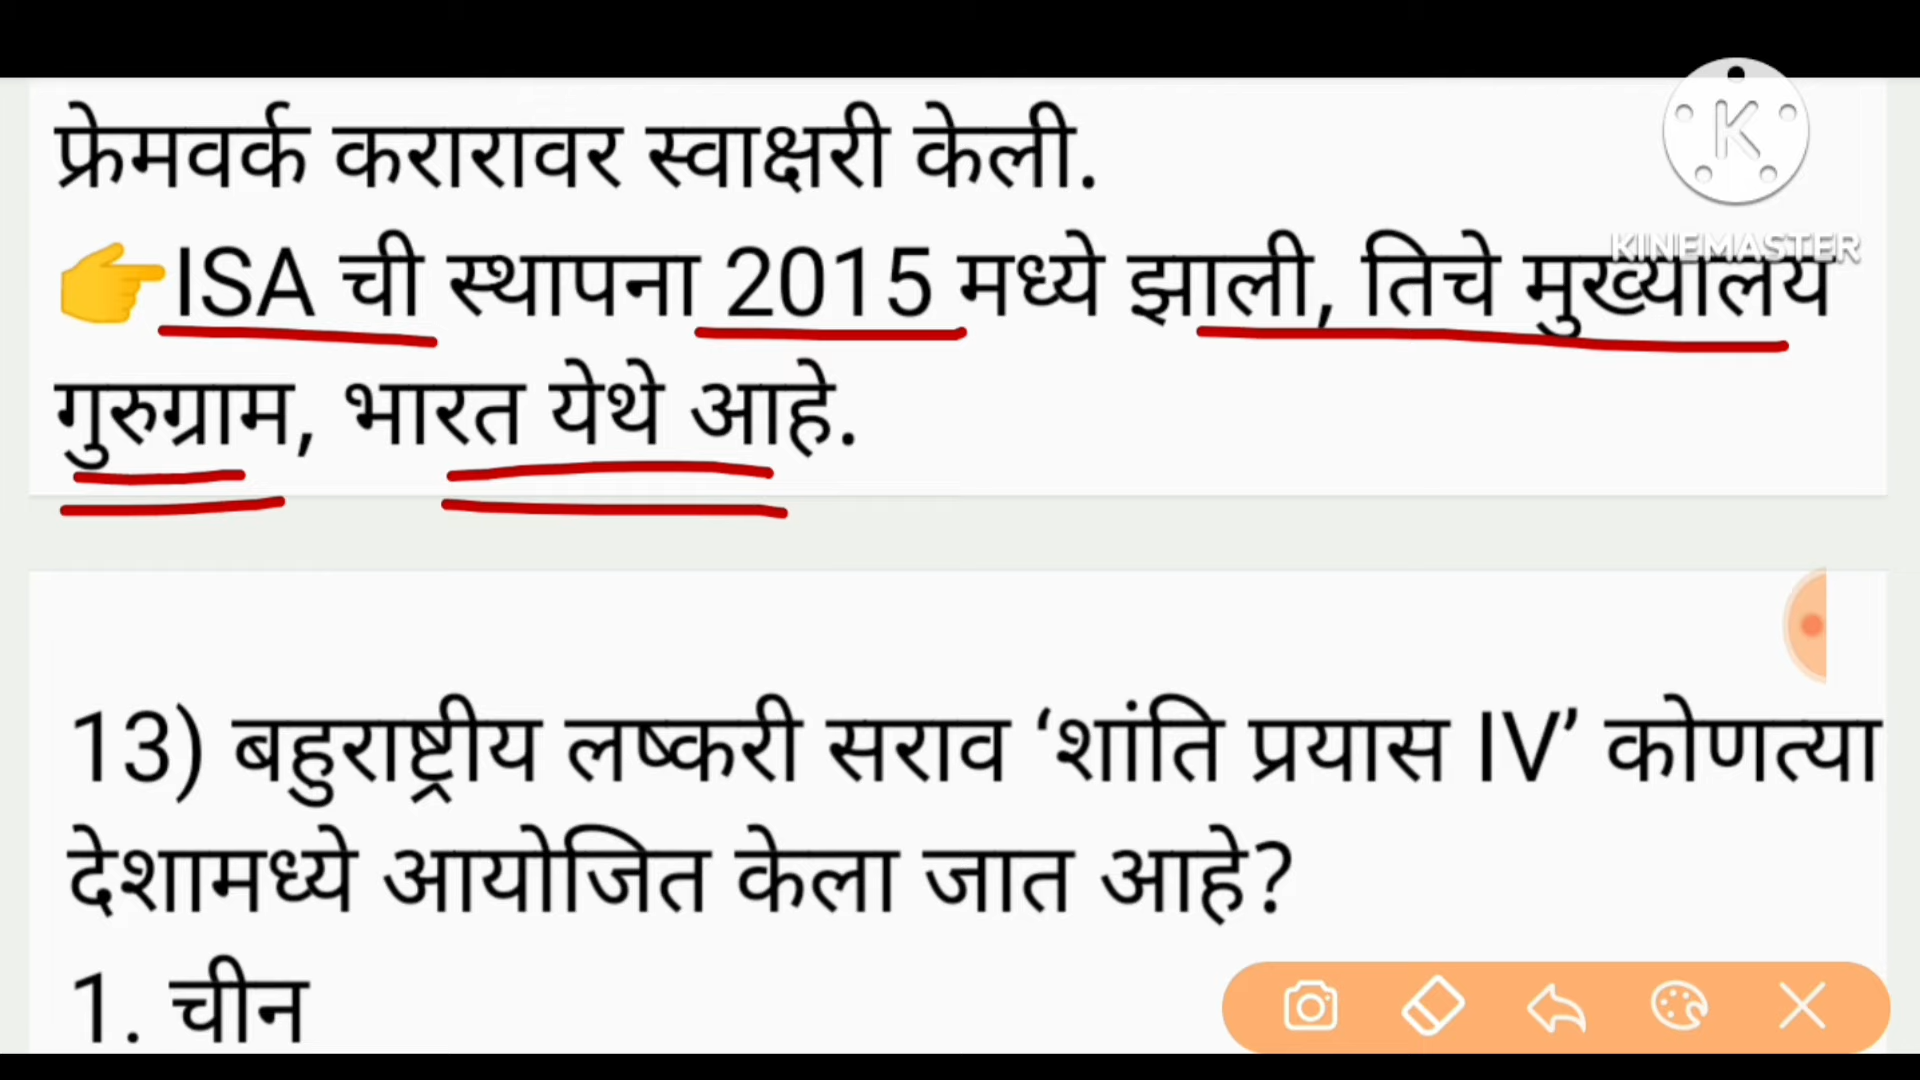 फ्रेमवर्क करारावर स्वाक्षरी केली.
K
KINEMASTER
👉ISA ची स्थापना 2015 मध्ये झाली, तिचे मुख्यालय
गुरुग्राम, भारत येथे आहे.
13) बहुराष्ट्रीय लष्करी सराव ‘शांति प्रयास IV’ कोणत्या
देशामध्ये आयोजित केला जात आहे?
1. चीन